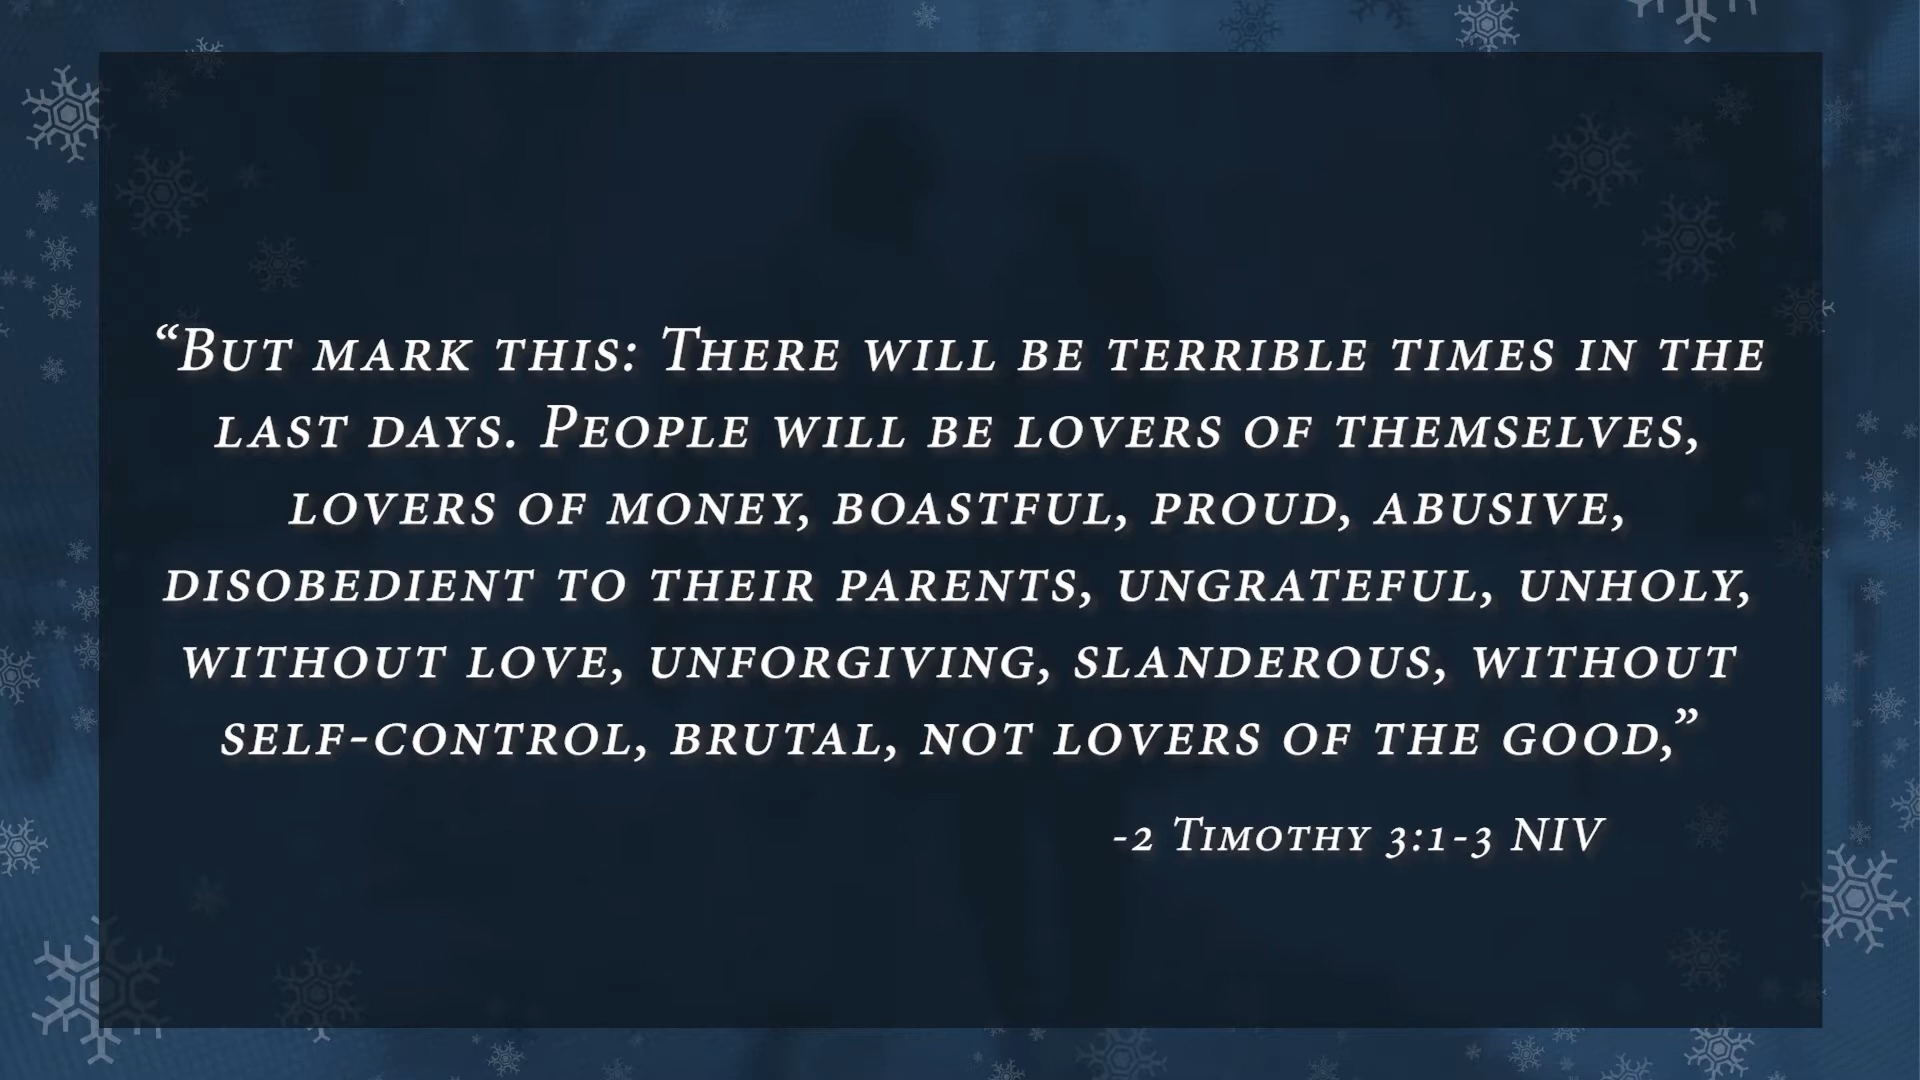 “But mark this: There will be terrible times in the
last days. People will be lovers of themselves,
lovers of money, boastful, proud, abusive,
disobedient to their parents, ungrateful, unholy,
without love, unforgiving, slanderous, without
self-control, brutal, not lovers of the good,”
-2 Timothy 3:1-3 NIV